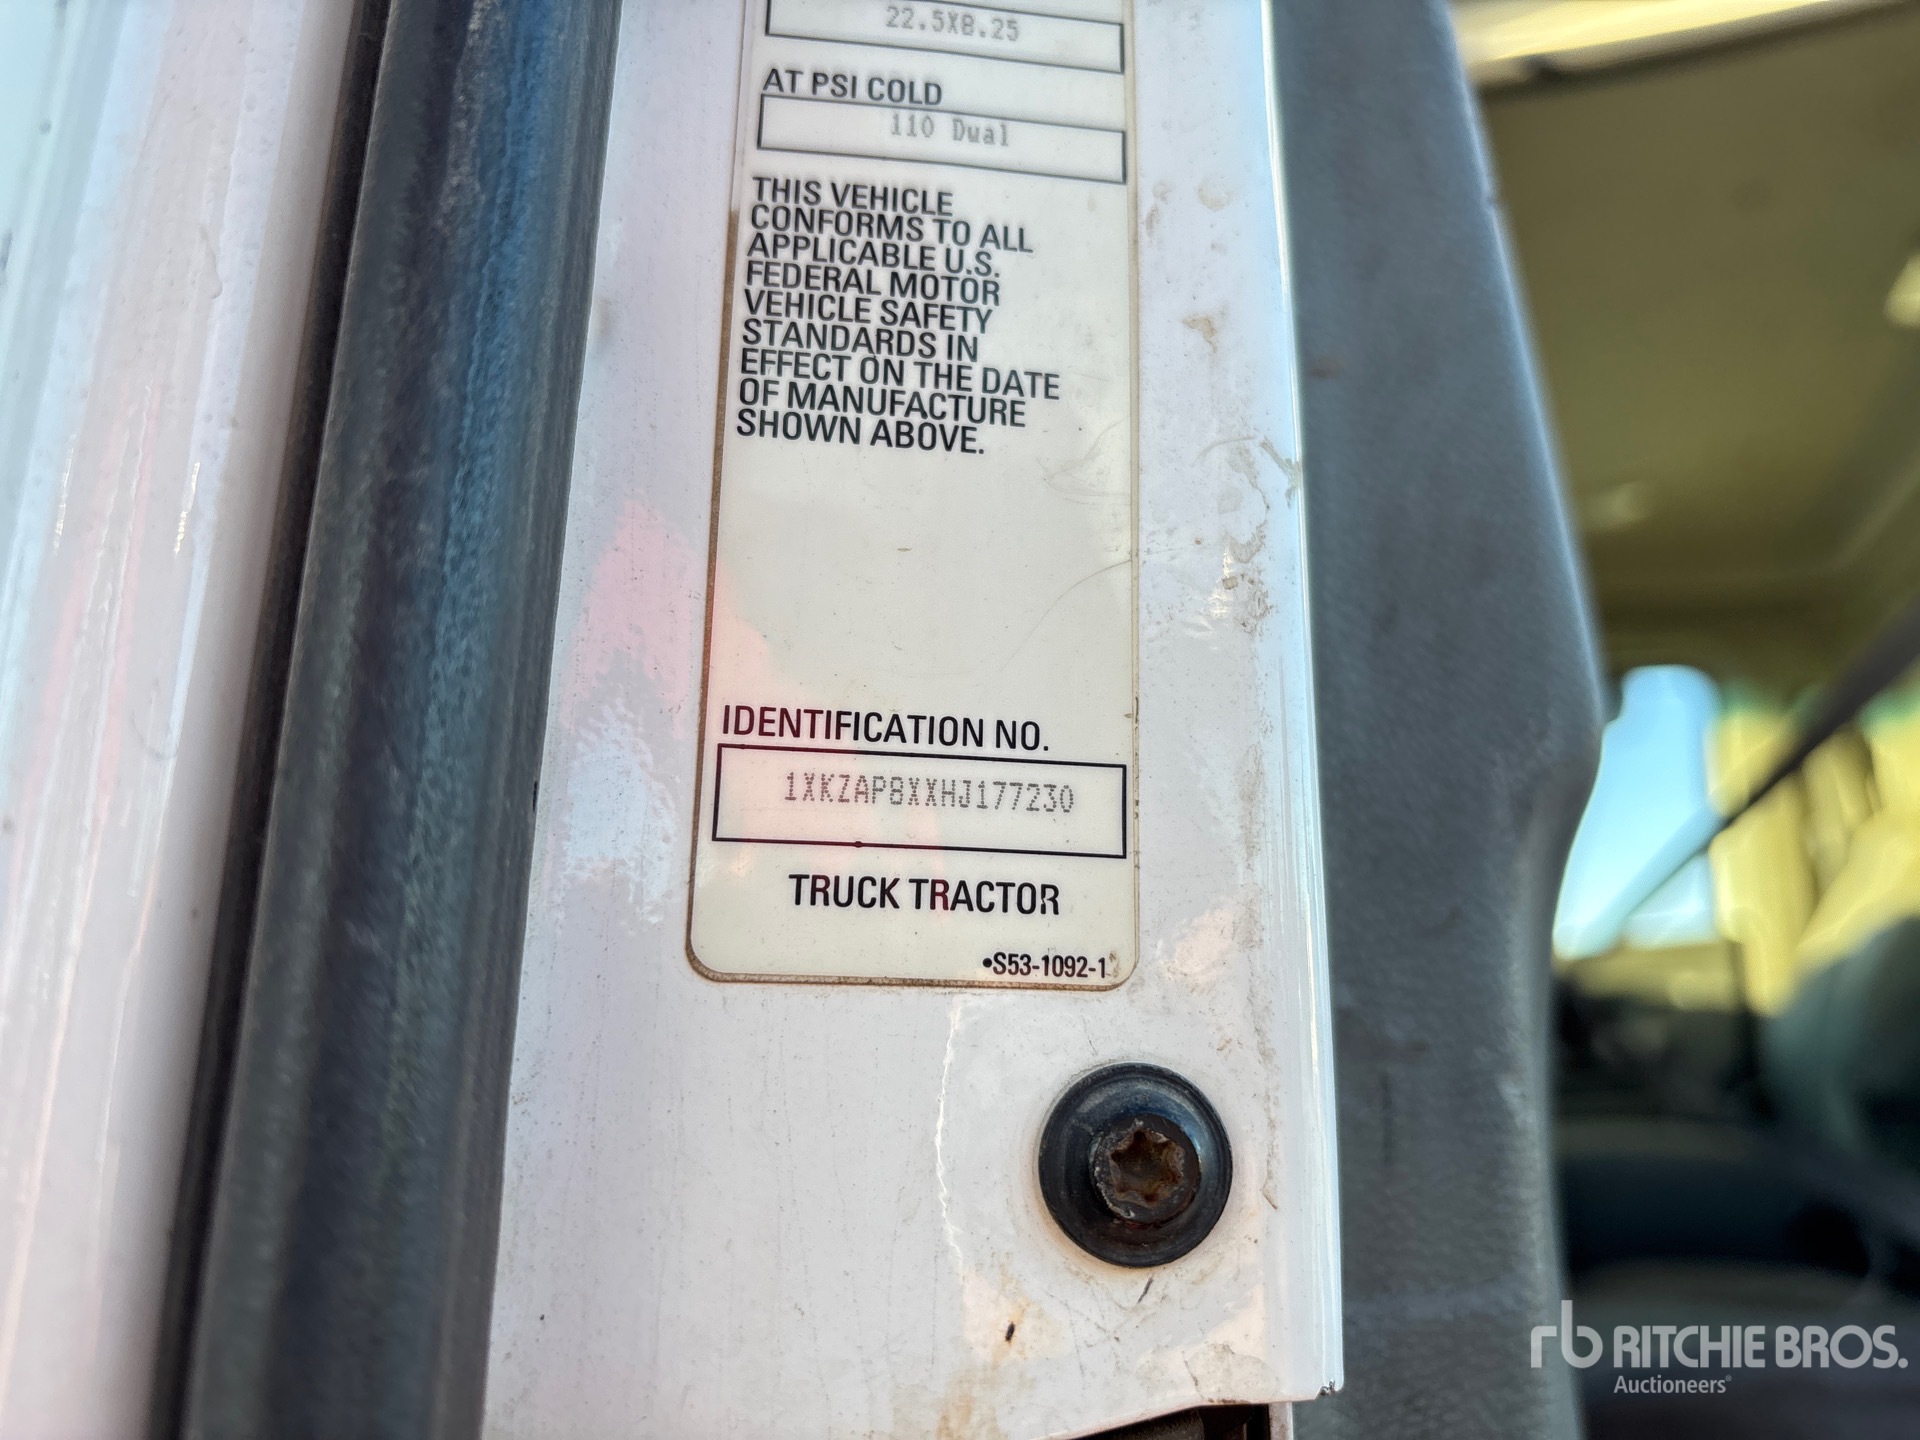 22.5X8.25
AT PSI COLD
110 Dual
THIS VEHICLE
CONFORMS TO ALL
APPLICABLE U.S.
FEDERAL MOTOR
VEHICLE SAFETY
STANDARDS IN
EFFECT ON THE DATE
OF MANUFACTURE
SHOWN ABOVE.
IDENTIFICATION NO.
1XKZAP8XXHJ177230
TRUCK TRACTOR
•S53-1092-1
rb RITCHIE BROS.
Auctioneers